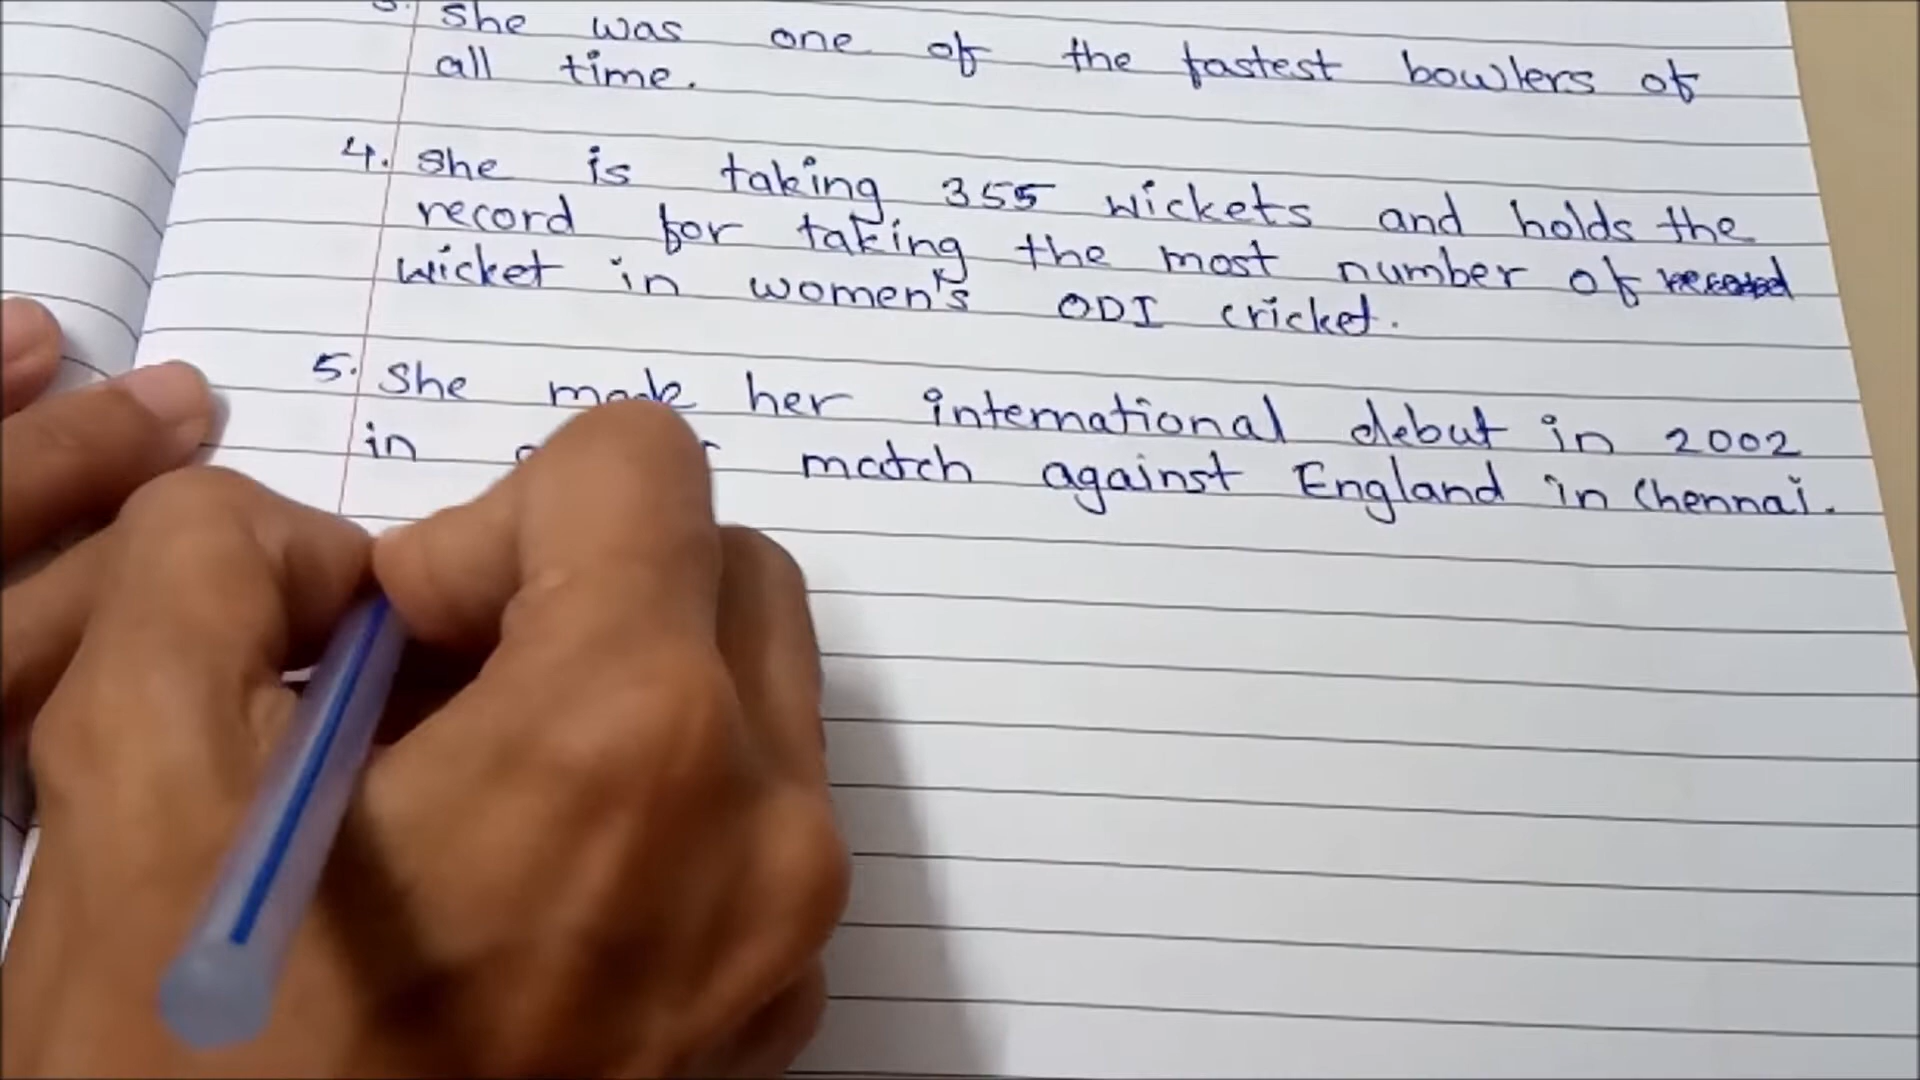 3. She was one of the fastest bowlers of
all time.
4. She is taking 355 wickets and holds the
record for taking the most number of
wicket in women's ODI cricket.
5. She made her international debut in 2002
in match against England in Chennai.